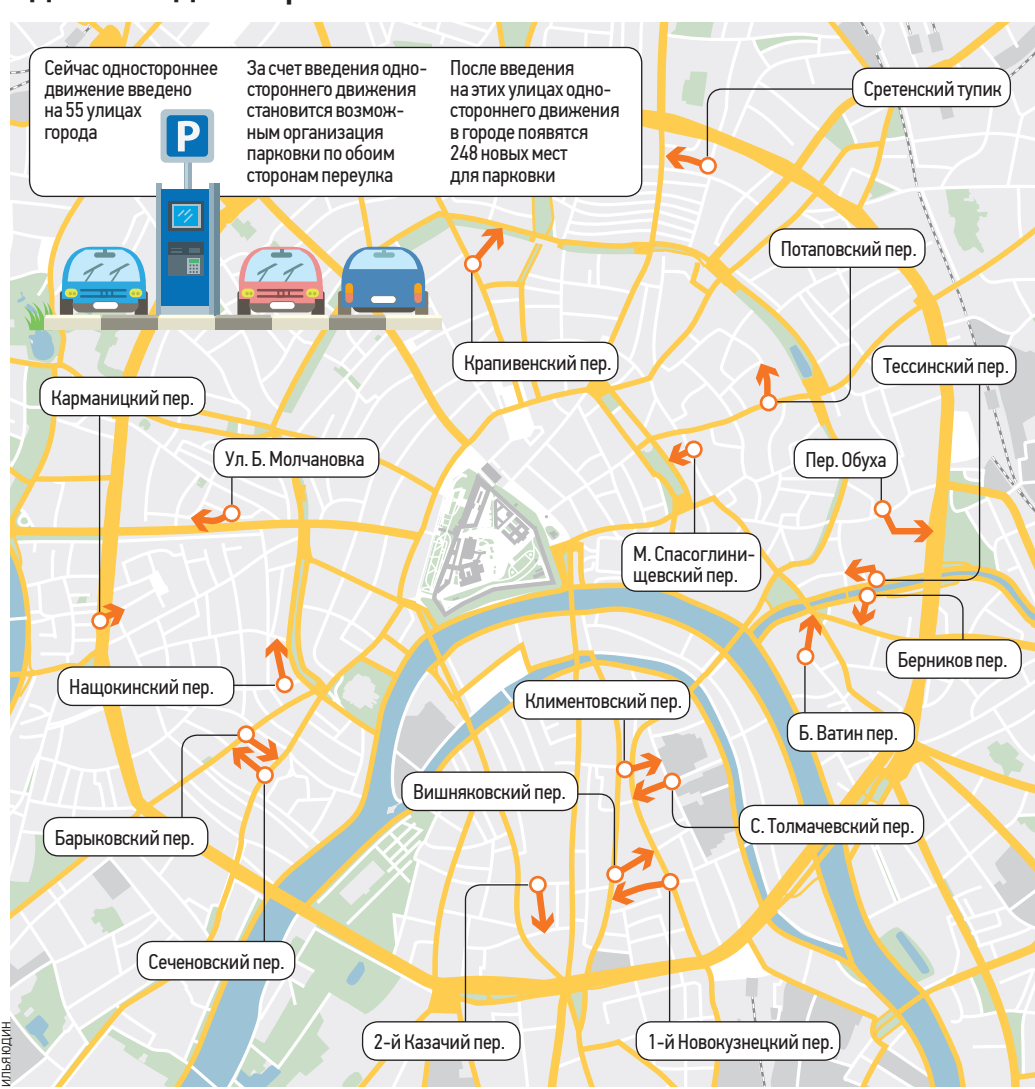 Сейчас одностороннее
движение введено
на 55 улицах
города
За счет введения одно-
стороннего движения
становится возмож-
ным организация
парковки по обоим
сторонам переулка
После введения
на этих улицах одно-
стороннего движения
в городе появятся
248 новых мест
для парковки
P
Сретенский тупик
Потаповский пер.
Крапивенский пер.
Тессинский пер.
Карманицкий пер.
Ул. Б. Молчановка
Пер. Обуха
М. Спасоглини-
щевский пер.
Берников пер.
Нащокинский пер.
Климентовский пер.
Б. Ватин пер.
Вишняковский пер.
С. Толмачевский пер.
Барыковский пер.
Сеченовский пер.
2-й Казачий пер.
1-й Новокузнецкий пер.
ИЛЬЯ ЮДИН